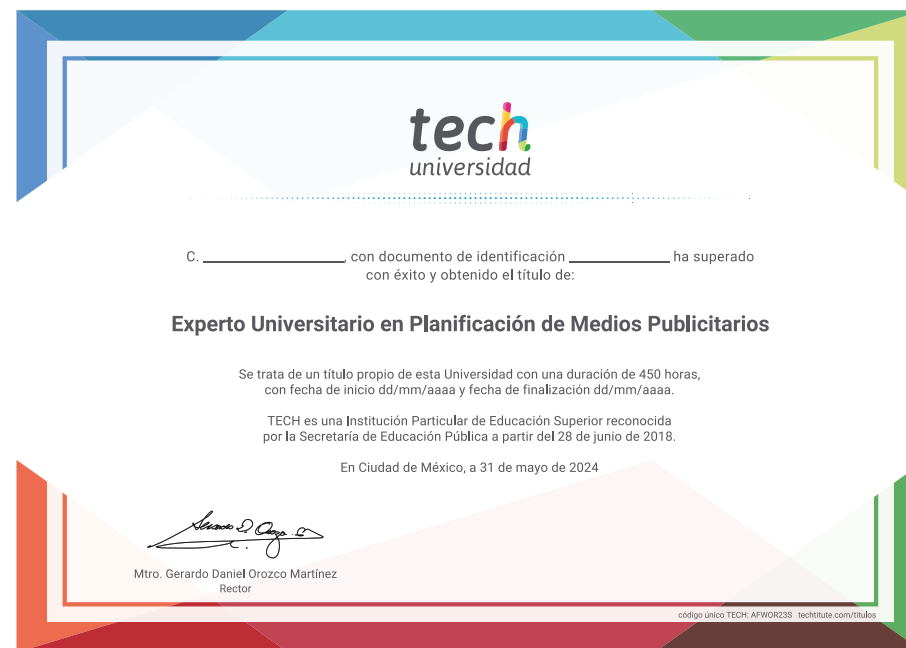 tech
universidad
C. ____________________, con documento de identificación ______________ ha superado
con éxito y obtenido el título de:
Experto Universitario en Planificación de Medios Publicitarios
Se trata de un título propio de esta Universidad con una duración de 450 horas,
con fecha de inicio dd/mm/aaaa y fecha de finalización dd/mm/aaaa.
TECH es una Institución Particular de Educación Superior reconocida
por la Secretaría de Educación Pública a partir del 28 de junio de 2018.
En Ciudad de México, a 31 de mayo de 2024
Mtro. Gerardo Daniel Orozco Martínez
Rector
código único TECH: AFWOR23S techtitute.com/titulos